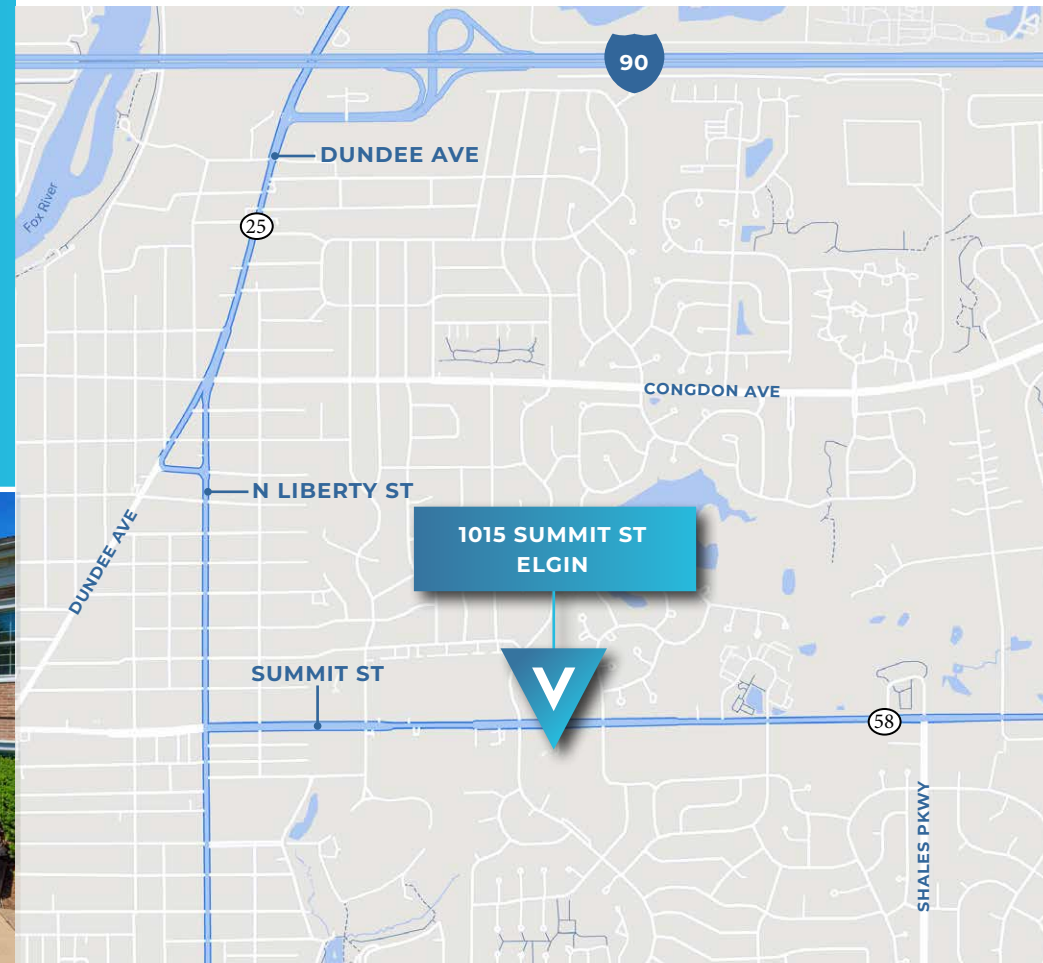 90
DUNDEE AVE
Fox River
25
CONGDON AVE
N LIBERTY ST
1015 SUMMIT ST
ELGIN
DUNDEE AVE
SUMMIT ST
V
58
SHALES PKWY